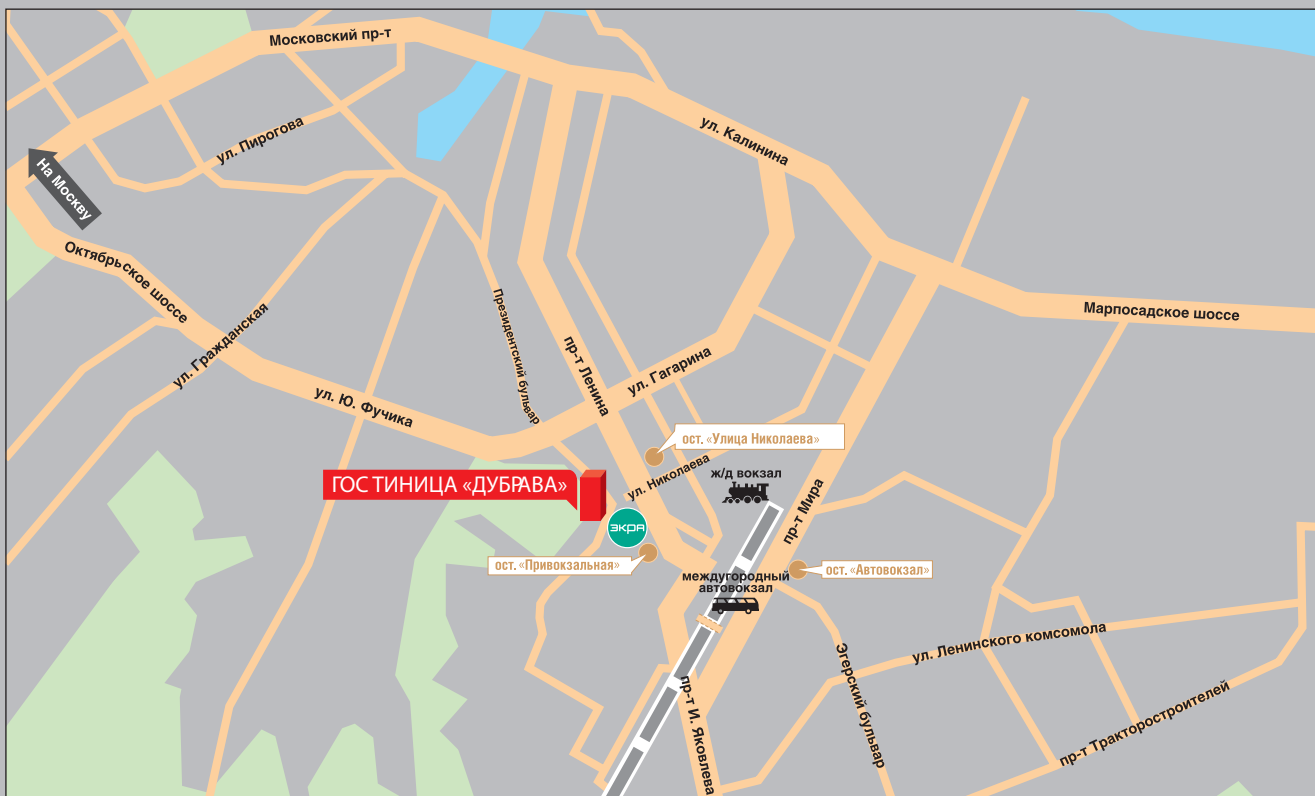 Московский пр-т
ул. Пирогова
ул. Калинина
На Москву
Октябрьское шоссе
Марпосадское шоссе
ул. Гражданская
Президентский бульвар
пр-т Ленина
ул. Гагарина
ул. Ю. Фучика
ост. «Улица Николаева»
ул. Николаева
ж/д вокзал
ГОСТИНИЦА «ДУБРАВА»
пр-т Мира
ЭКРА
ост. «Привокзальная»
ост. «Автовокзал»
междугородный
автовокзал
ул. Ленинского комсомола
Эгерский бульвар
пр-т И. Яковлева
пр-т Тракторостроителей